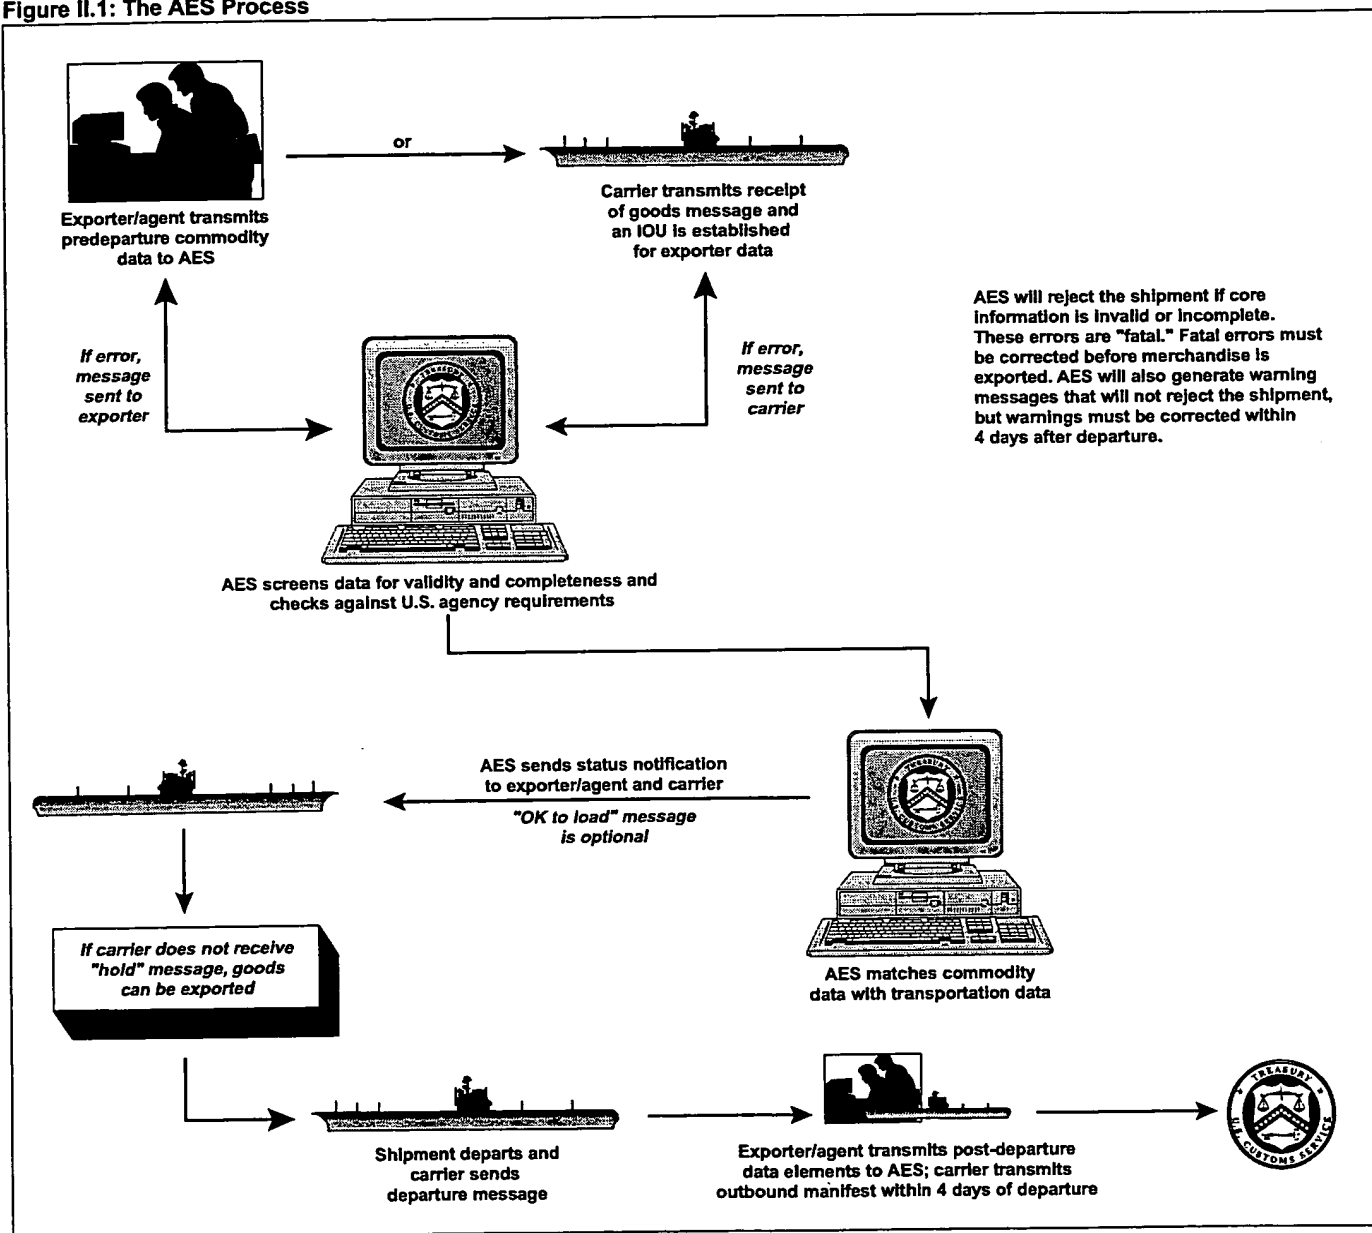 Figure II.1: The AES Process
or
Exporter/agent transmits
predeparture commodity
data to AES
Carrier transmits receipt
of goods message and
an IOU is established
for exporter data
If error,
message
sent to
exporter
If error,
message
sent to
carrier
AES will reject the shipment if core
information is invalid or incomplete.
These errors are "fatal." Fatal errors must
be corrected before merchandise is
exported. AES will also generate warning
messages that will not reject the shipment,
but warnings must be corrected within
4 days after departure.
TREASURY
U.S. CUSTOMS SERVICE
AES screens data for validity and completeness and
checks against U.S. agency requirements
AES sends status notification
to exporter/agent and carrier
"OK to load" message
is optional
TREASURY
U.S. CUSTOMS SERVICE
AES matches commodity
data with transportation data
If carrier does not receive
"hold" message, goods
can be exported
Shipment departs and
carrier sends
departure message
Exporter/agent transmits post-departure
data elements to AES; carrier transmits
outbound manifest within 4 days of departure
TREASURY
U.S. CUSTOMS SERVICE